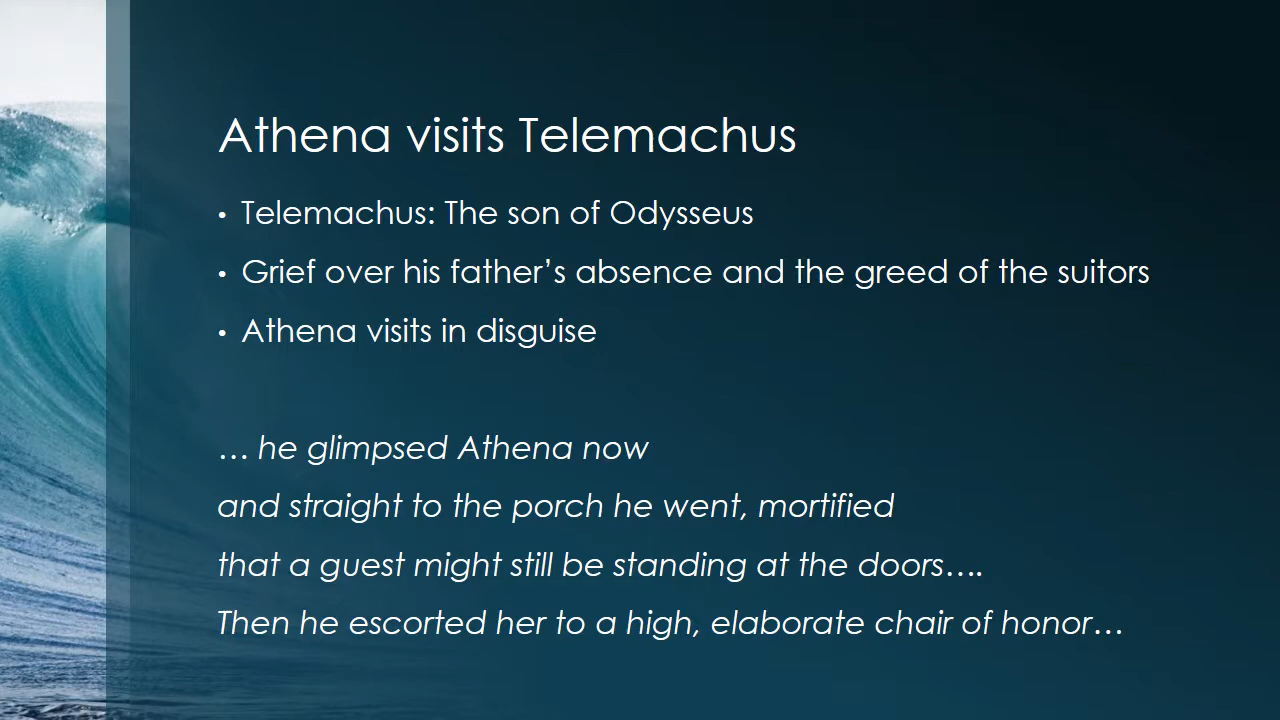 Athena visits Telemachus
• Telemachus: The son of Odysseus
• Grief over his father’s absence and the greed of the suitors
• Athena visits in disguise
… he glimpsed Athena now
and straight to the porch he went, mortified
that a guest might still be standing at the doors….
Then he escorted her to a high, elaborate chair of honor…